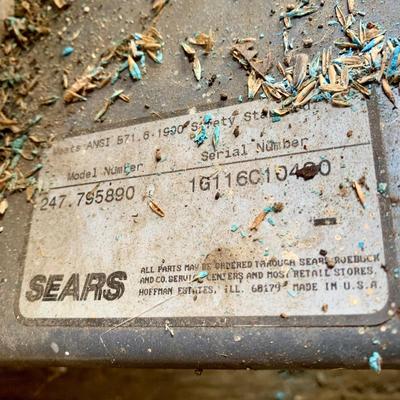 Meets ANSI B71.6-1990 Safety
Model Number
Serial Number
247.795890
1G116C10480
SEARS
ALL PARTS MAY BE ORDERED THROUGH SEARS, ROEBUCK
AND CO. SERVICE CENTERS AND MOST RETAIL STORES,
HOFFMAN ESTATES, ILL. 60179 MADE IN U.S.A.